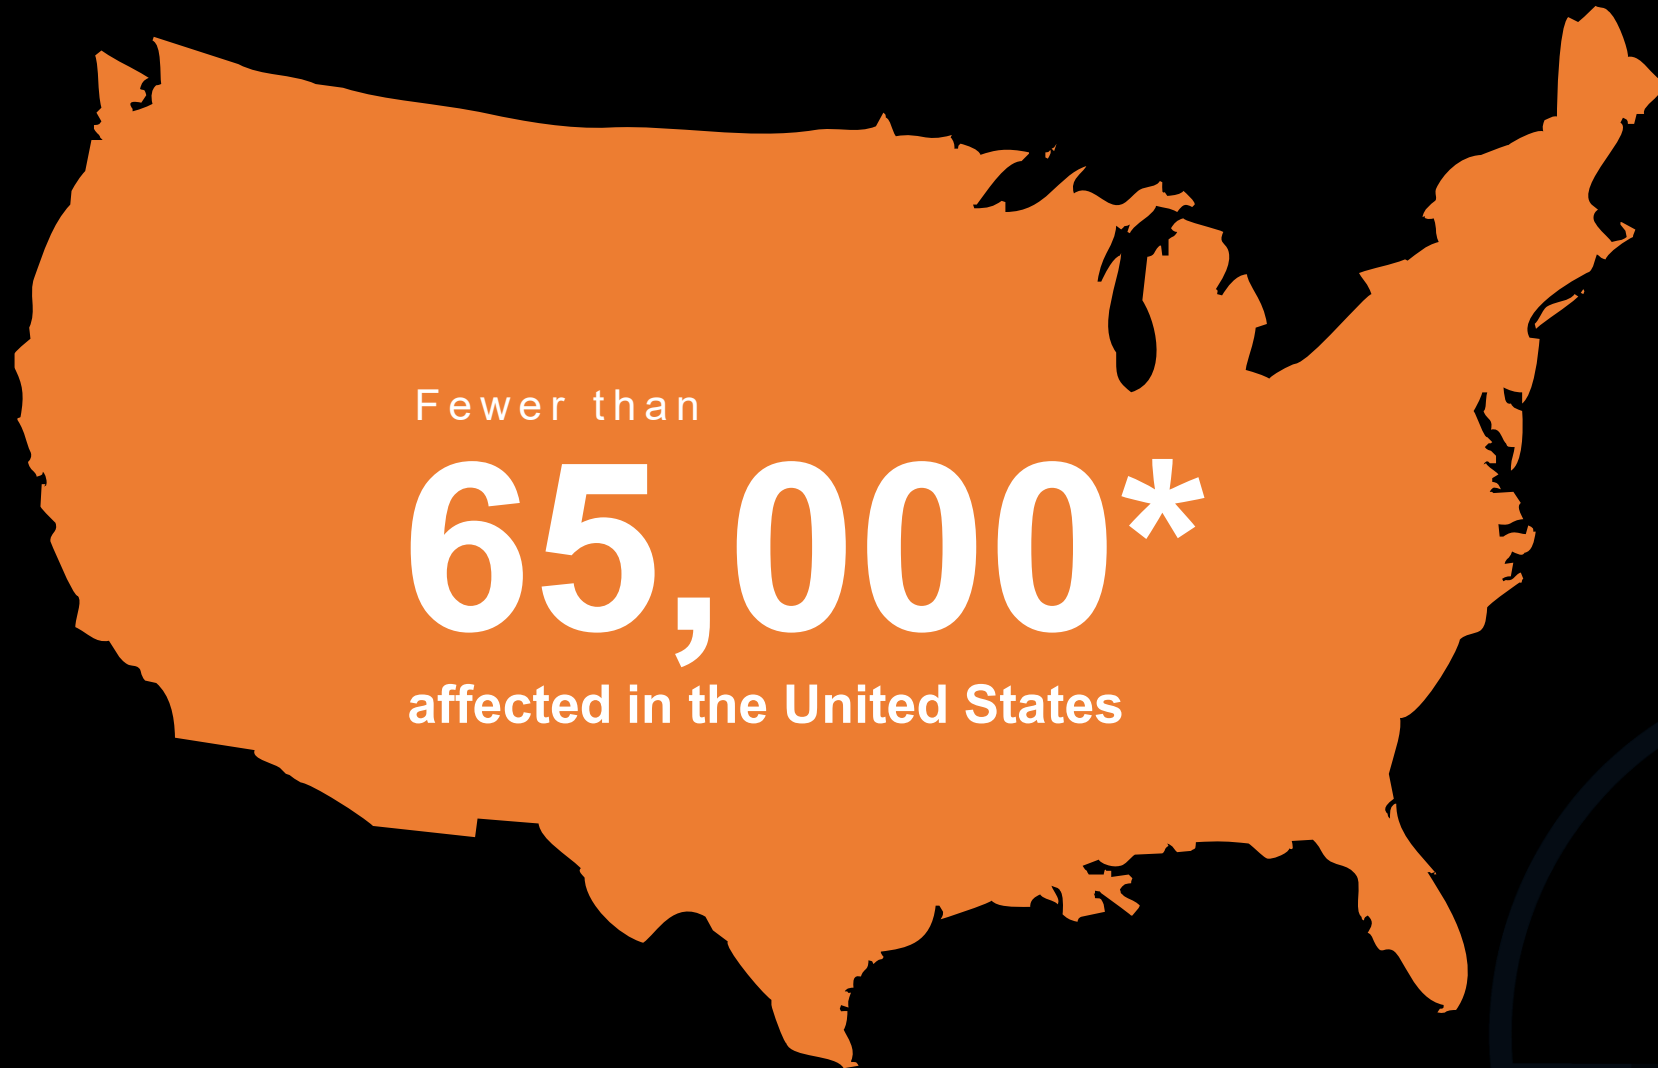 Fewer than
65,000*
affected in the United States